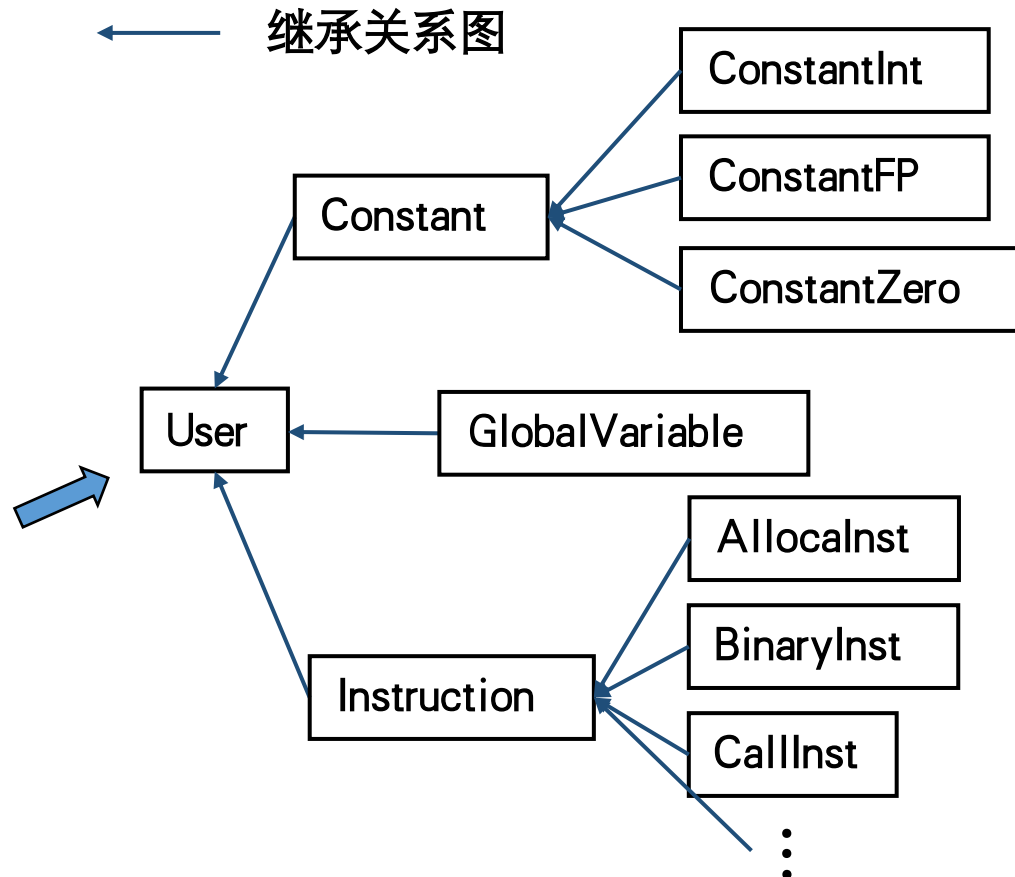 继承关系图
ConstantInt
ConstantFP
Constant
ConstantZero
User
GlobalVariable
AllocaInst
BinaryInst
Instruction
CallInst
⋮